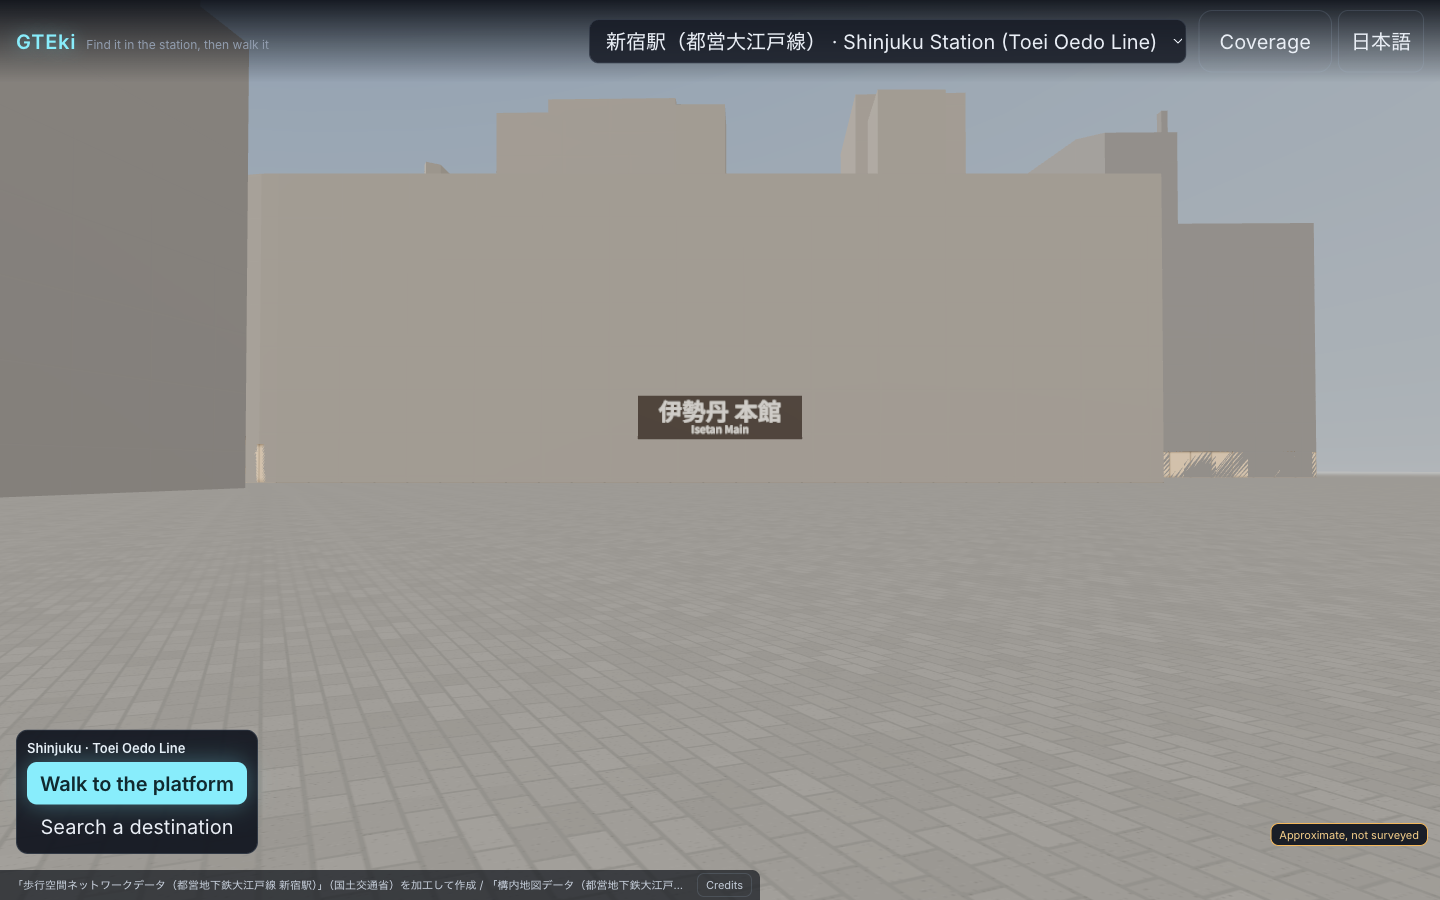 GTEki
Find it in the station, then walk it
新宿駅（都営大江戸線） · Shinjuku Station (Toei Oedo Line)
Coverage
日本語
伊勢丹 本館
Isetan Main
Shinjuku · Toei Oedo Line
Walk to the platform
Search a destination
Approximate, not surveyed
「歩行空間ネットワークデータ（都営地下鉄大江戸線 新宿駅）」（国土交通省）を加工して作成 / 「構内地図データ（都営地下鉄大江戸...
Credits